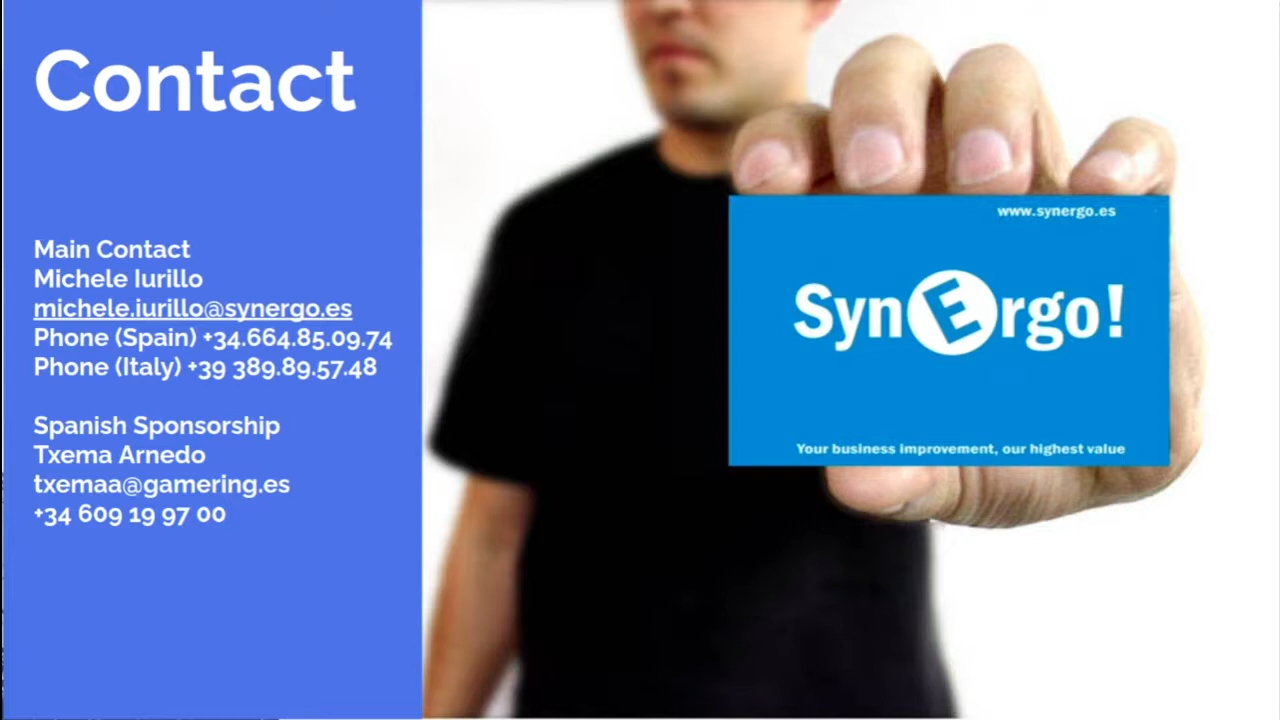 Contact
Main Contact
Michele Iurillo
michele.iurillo@synergo.es
Phone (Spain) +34.664.85.09.74
Phone (Italy) +39 389.89.57.48
Spanish Sponsorship
Txema Arnedo
txemaa@gamering.es
+34 609 19 97 00
www.synergo.es
SynErgo!
Your business improvement, our highest value